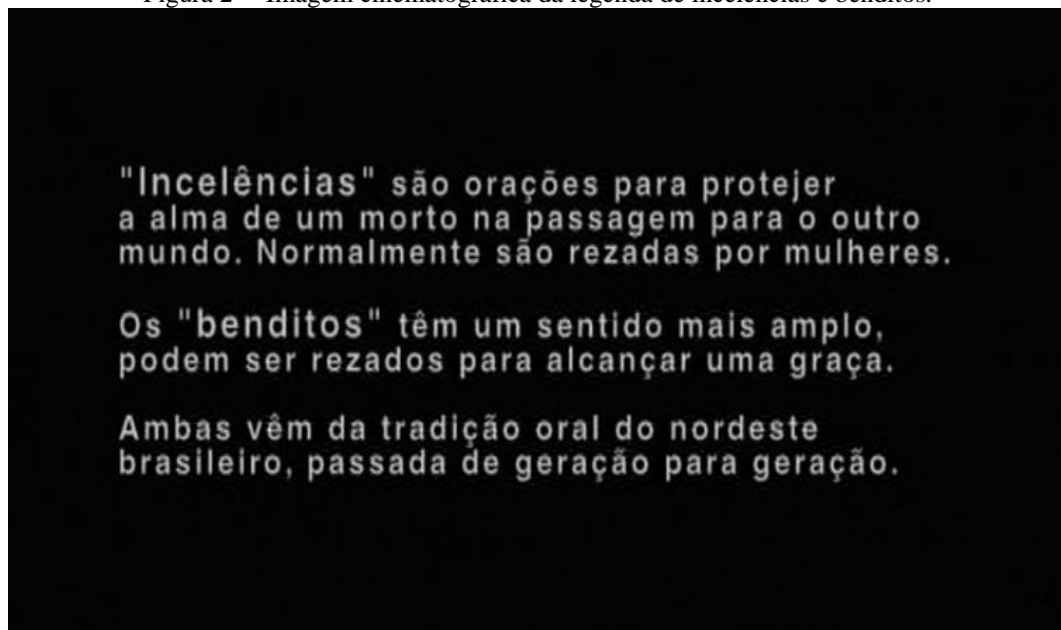 "Incelências" são orações para protejer
a alma de um morto na passagem para o outro
mundo. Normalmente são rezadas por mulheres.
Os "benditos" têm um sentido mais amplo,
podem ser rezados para alcançar uma graça.
Ambas vêm da tradição oral do nordeste
brasileiro, passada de geração para geração.